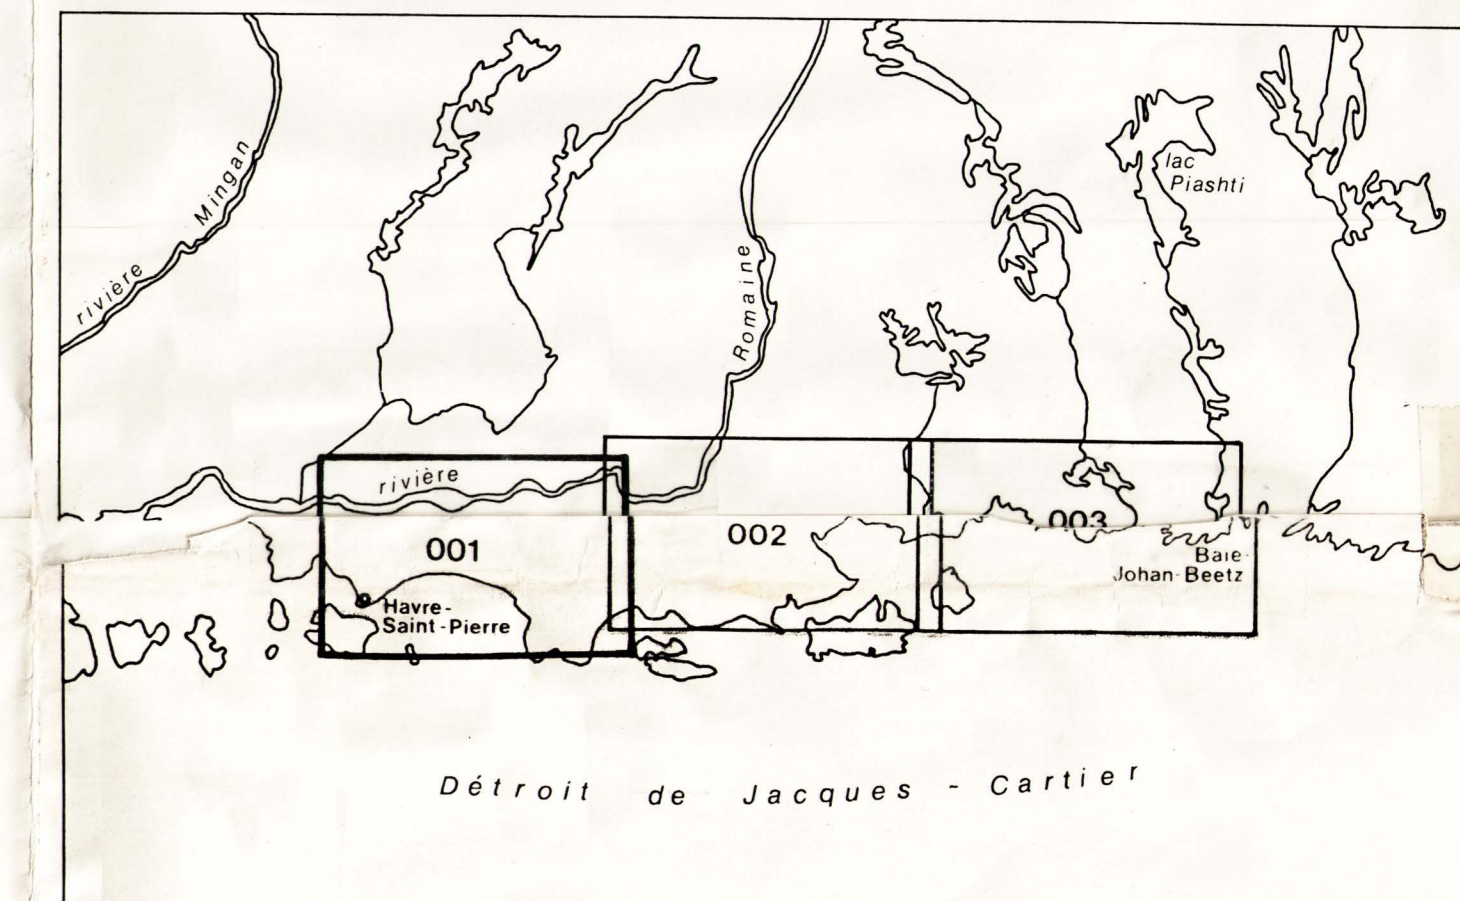 rivière Mingan
lac
Piashti
Romaine
rivière
001
002
003
Baie-
Johan-Beetz
Havre-
Saint-Pierre
Détroit de Jacques - Cartier